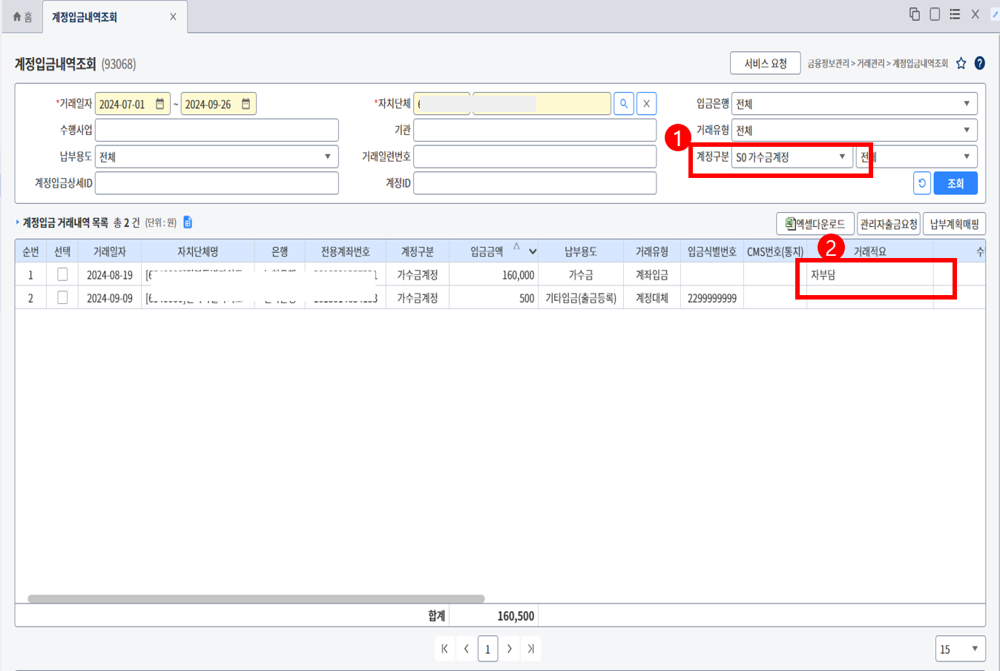 홈
계정입금내역조회 X
계정입금내역조회 (93068)
서비스 요청 금융정보관리 > 거래관리 > 계정입금내역조회
*거래일자 2024-07-01 ~ 2024-09-26 *자치단체 6 X 입금은행 전체
수행사업 기관 거래유형 전체
1
납부용도 전체 거래일련번호 계정구분 S0 가수금계정 전체
계정입금상세ID 계정ID 조회
계정입금 거래내역 목록 총 2 건 (단위 : 원) 엑셀다운로드 관리자출금요청 납부계획매핑
2
순번 선택 거래일자 자치단체명 은행 전용계좌번호 계정구분 입금금액 납부용도 거래유형 입금식별번호 CMS번호(통지) 거래적요 수
1 2024-08-19 가수금계정 160,000 가수금 계좌입금 자부담
2 2024-09-09 가수금계정 500 기타입금(출금등록) 계정대체 2299999999
합계 160,500
1
15